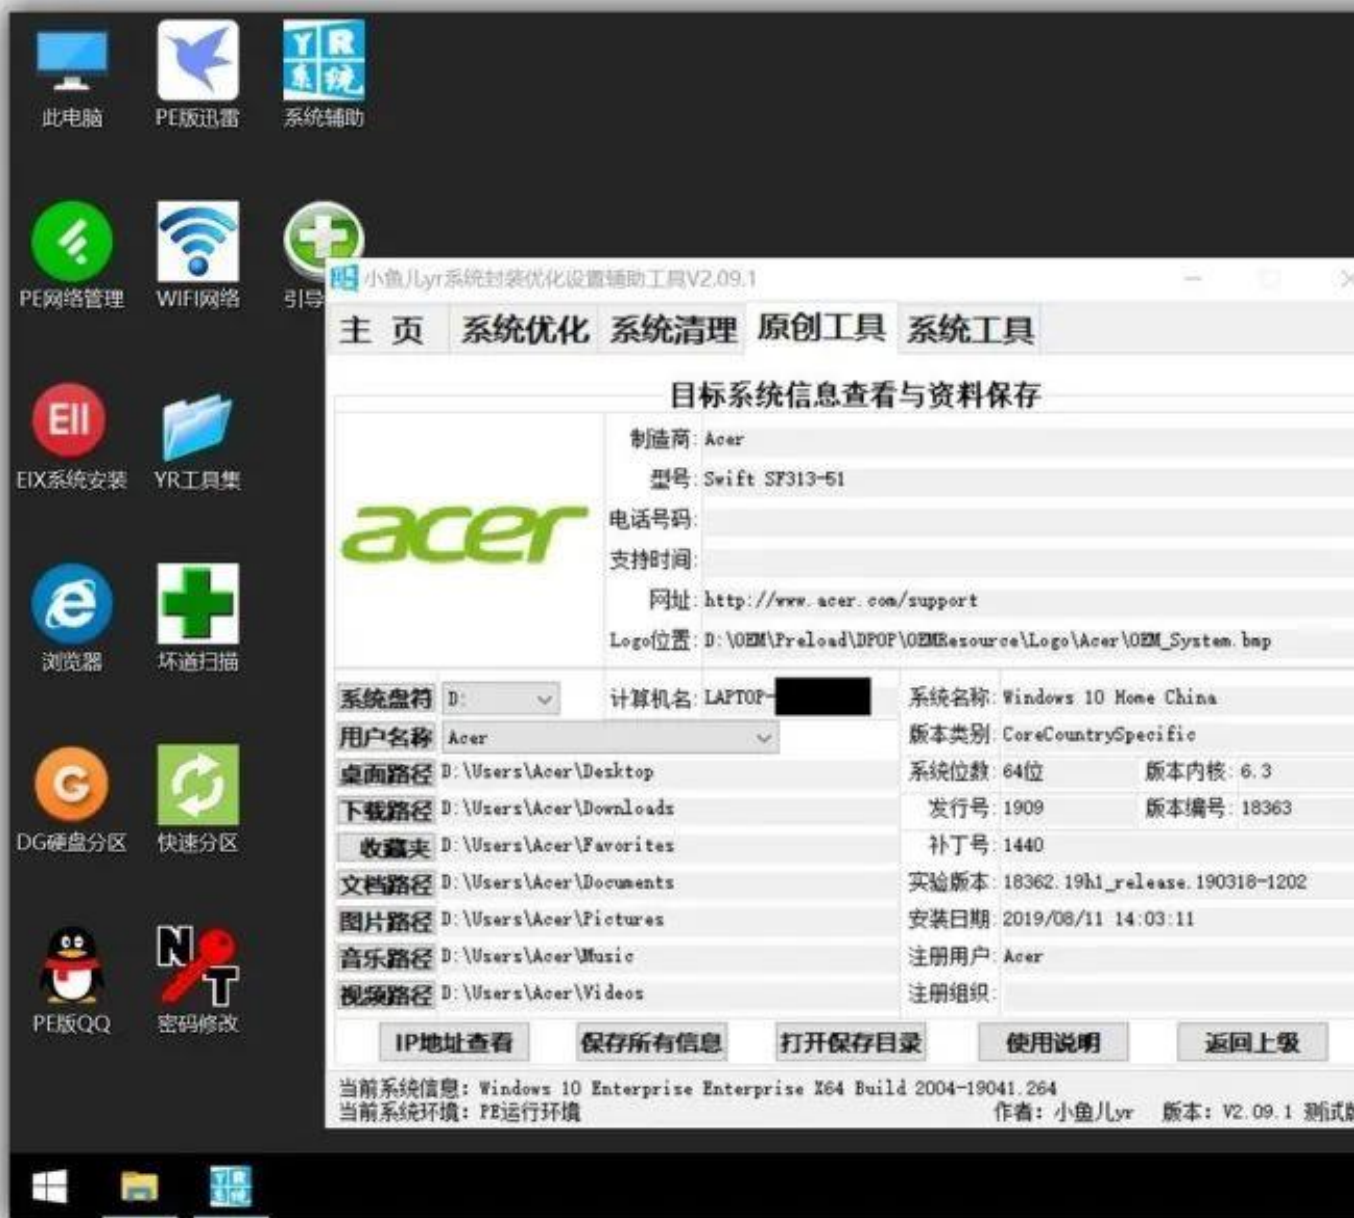 此电脑
PE版迅雷
YR系统
系统辅助
PE网络管理
WIFI网络
引导
EII
EIX系统安装
YR工具集
浏览器
坏道扫描
G
DG硬盘分区
快速分区
PE版QQ
NT
密码修改
小鱼儿yr系统封装优化设置辅助工具V2.09.1
主 页 系统优化 系统清理 原创工具 系统工具
目标系统信息查看与资料保存
acer
制造商: Acer
型号: Swift SF313-51
电话号码:
支持时间:
网址: http://www.acer.com/support
Logo位置: D:\OEM\Preload\DPOP\OEMResource\Logo\Acer\OEM_System.bmp
系统盘符 D: 计算机名: LAPTOP- 系统名称: Windows 10 Home China
用户名称 Acer 版本类别: CoreCountrySpecific
桌面路径 D:\Users\Acer\Desktop 系统位数: 64位 版本内核: 6.3
下载路径 D:\Users\Acer\Downloads 发行号: 1909 版本编号: 18363
收藏夹 D:\Users\Acer\Favorites 补丁号: 1440
文档路径 D:\Users\Acer\Documents 实验版本: 18362.19h1_release.190318-1202
图片路径 D:\Users\Acer\Pictures 安装日期: 2019/08/11 14:03:11
音乐路径 D:\Users\Acer\Music 注册用户: Acer
视频路径 D:\Users\Acer\Videos 注册组织:
IP地址查看 保存所有信息 打开保存目录 使用说明 返回上级
当前系统信息: Windows 10 Enterprise Enterprise X64 Build 2004-19041.264
当前系统环境: PE运行环境 作者: 小鱼儿yr 版本: V2.09.1 测试版
YR系统